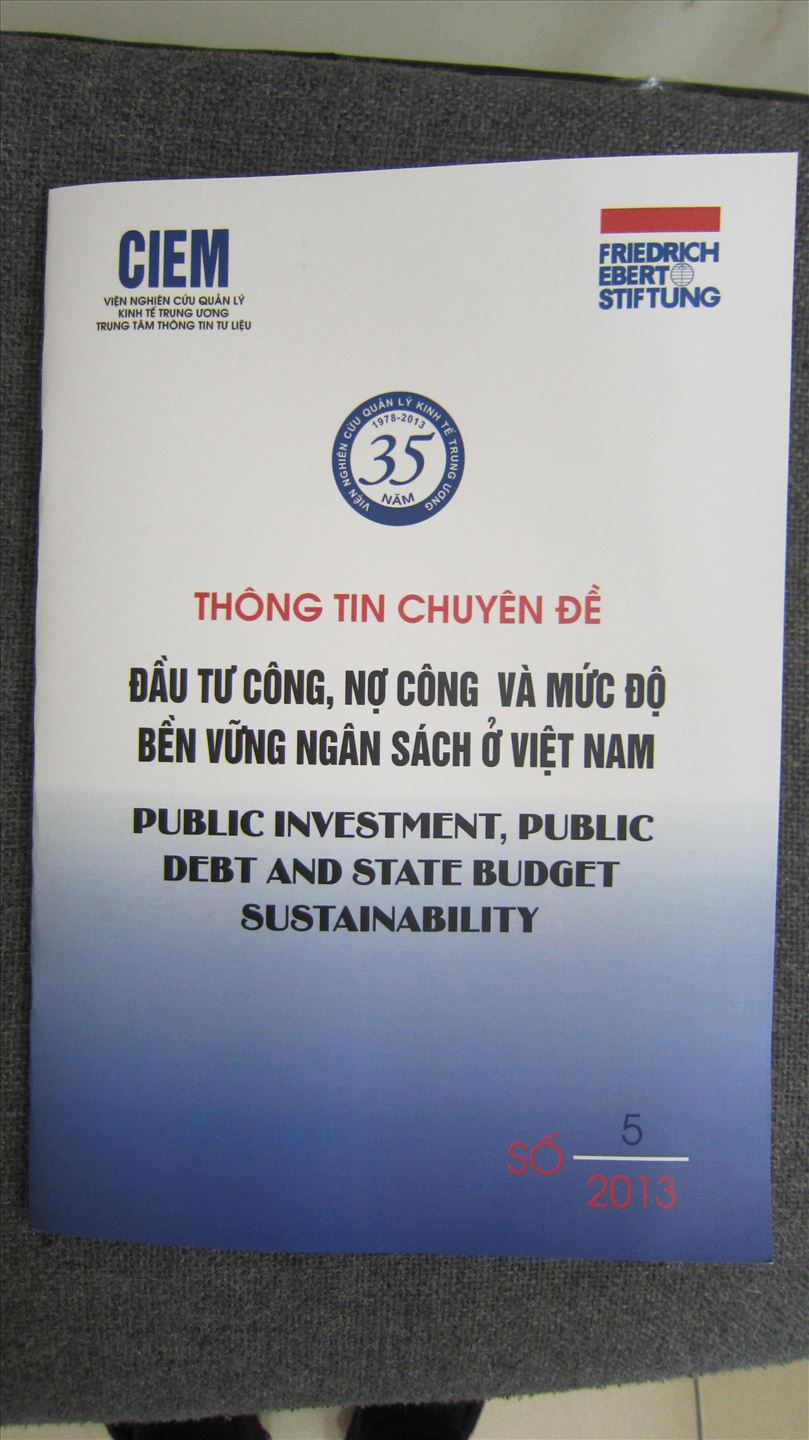 CIEM
VIỆN NGHIÊN CỨU QUẢN LÝ
KINH TẾ TRUNG ƯƠNG
TRUNG TÂM THÔNG TIN TƯ LIỆU
FRIEDRICH
EBERT
STIFTUNG
VIỆN NGHIÊN CỨU QUẢN LÝ KINH TẾ TRUNG ƯƠNG
1978-2013
35
NĂM
THÔNG TIN CHUYÊN ĐỀ
ĐẦU TƯ CÔNG, NỢ CÔNG VÀ MỨC ĐỘ
BỀN VỮNG NGÂN SÁCH Ở VIỆT NAM
PUBLIC INVESTMENT, PUBLIC
DEBT AND STATE BUDGET
SUSTAINABILITY
SỐ 5
2013